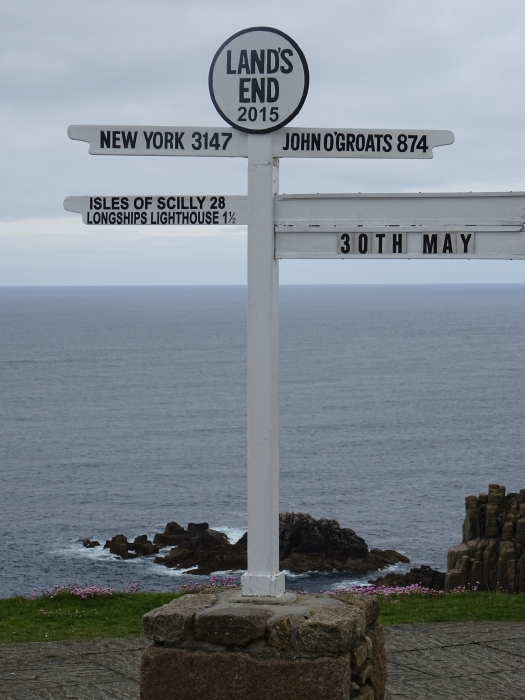 LAND'S
END
2015
NEW YORK 3147
JOHN O'GROATS 874
ISLES OF SCILLY 28
LONGSHIPS LIGHTHOUSE 1½
30TH MAY